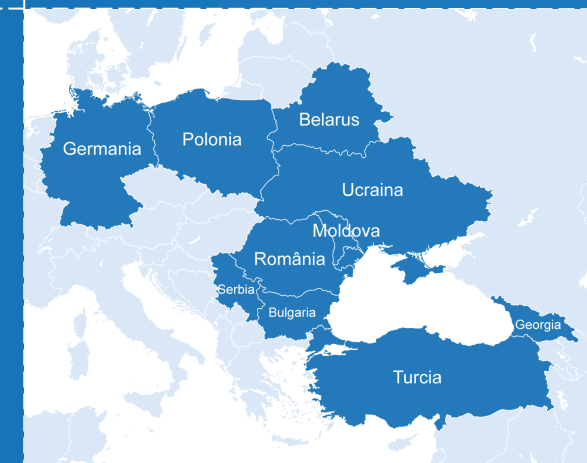 Belarus
Polonia
Germania
Ucraina
Moldova
România
Serbia
Bulgaria
Georgia
Turcia